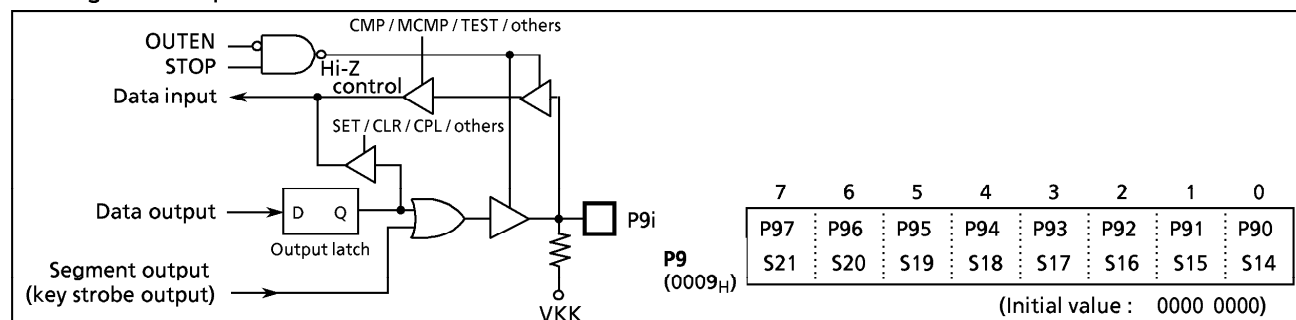 CMP / MCMP / TEST / others
OUTEN
STOP
Hi-Z
control
Data input
SET / CLR / CPL / others
Data output
D Q
Output latch
P9i
Segment output
(key strobe output)
VKK
7 6 5 4 3 2 1 0
P97 P96 P95 P94 P93 P92 P91 P90
P9
S21 S20 S19 S18 S17 S16 S15 S14
(0009H)
(Initial value : 0000 0000)